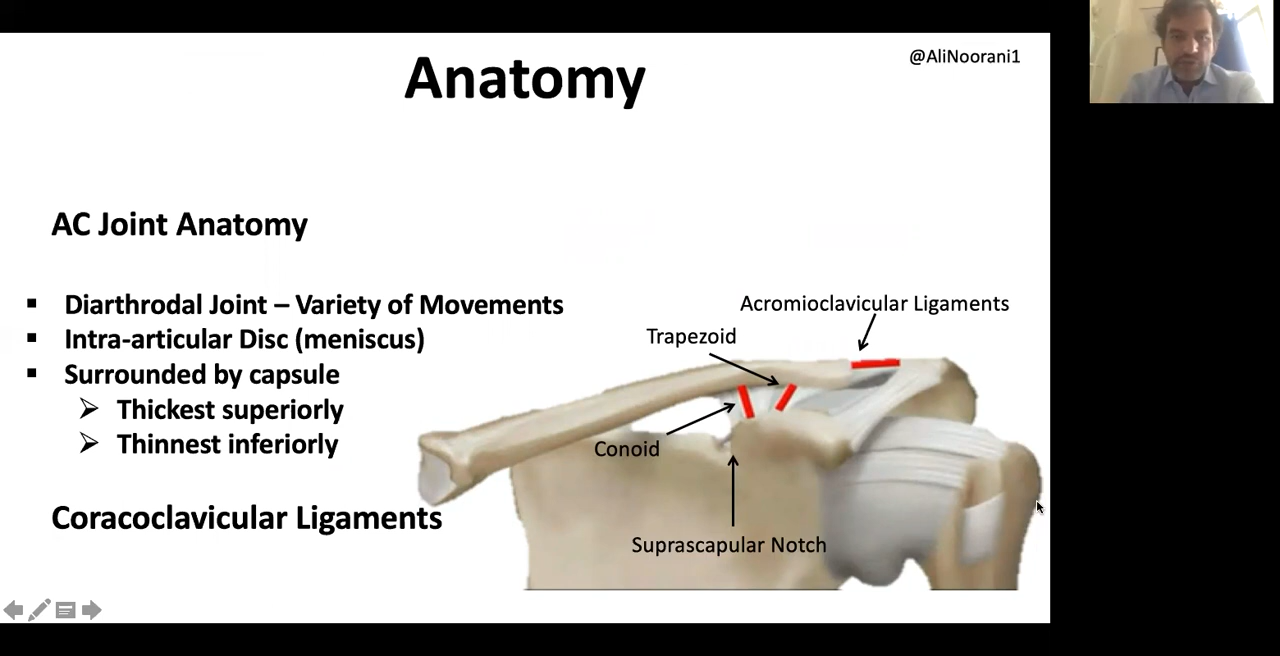 Anatomy
@AliNoorani1
AC Joint Anatomy
▪ Diarthrodal Joint – Variety of Movements
▪ Intra-articular Disc (meniscus)
▪ Surrounded by capsule
➢ Thickest superiorly
➢ Thinnest inferiorly
Coracoclavicular Ligaments
Acromioclavicular Ligaments
Trapezoid
Conoid
Suprascapular Notch